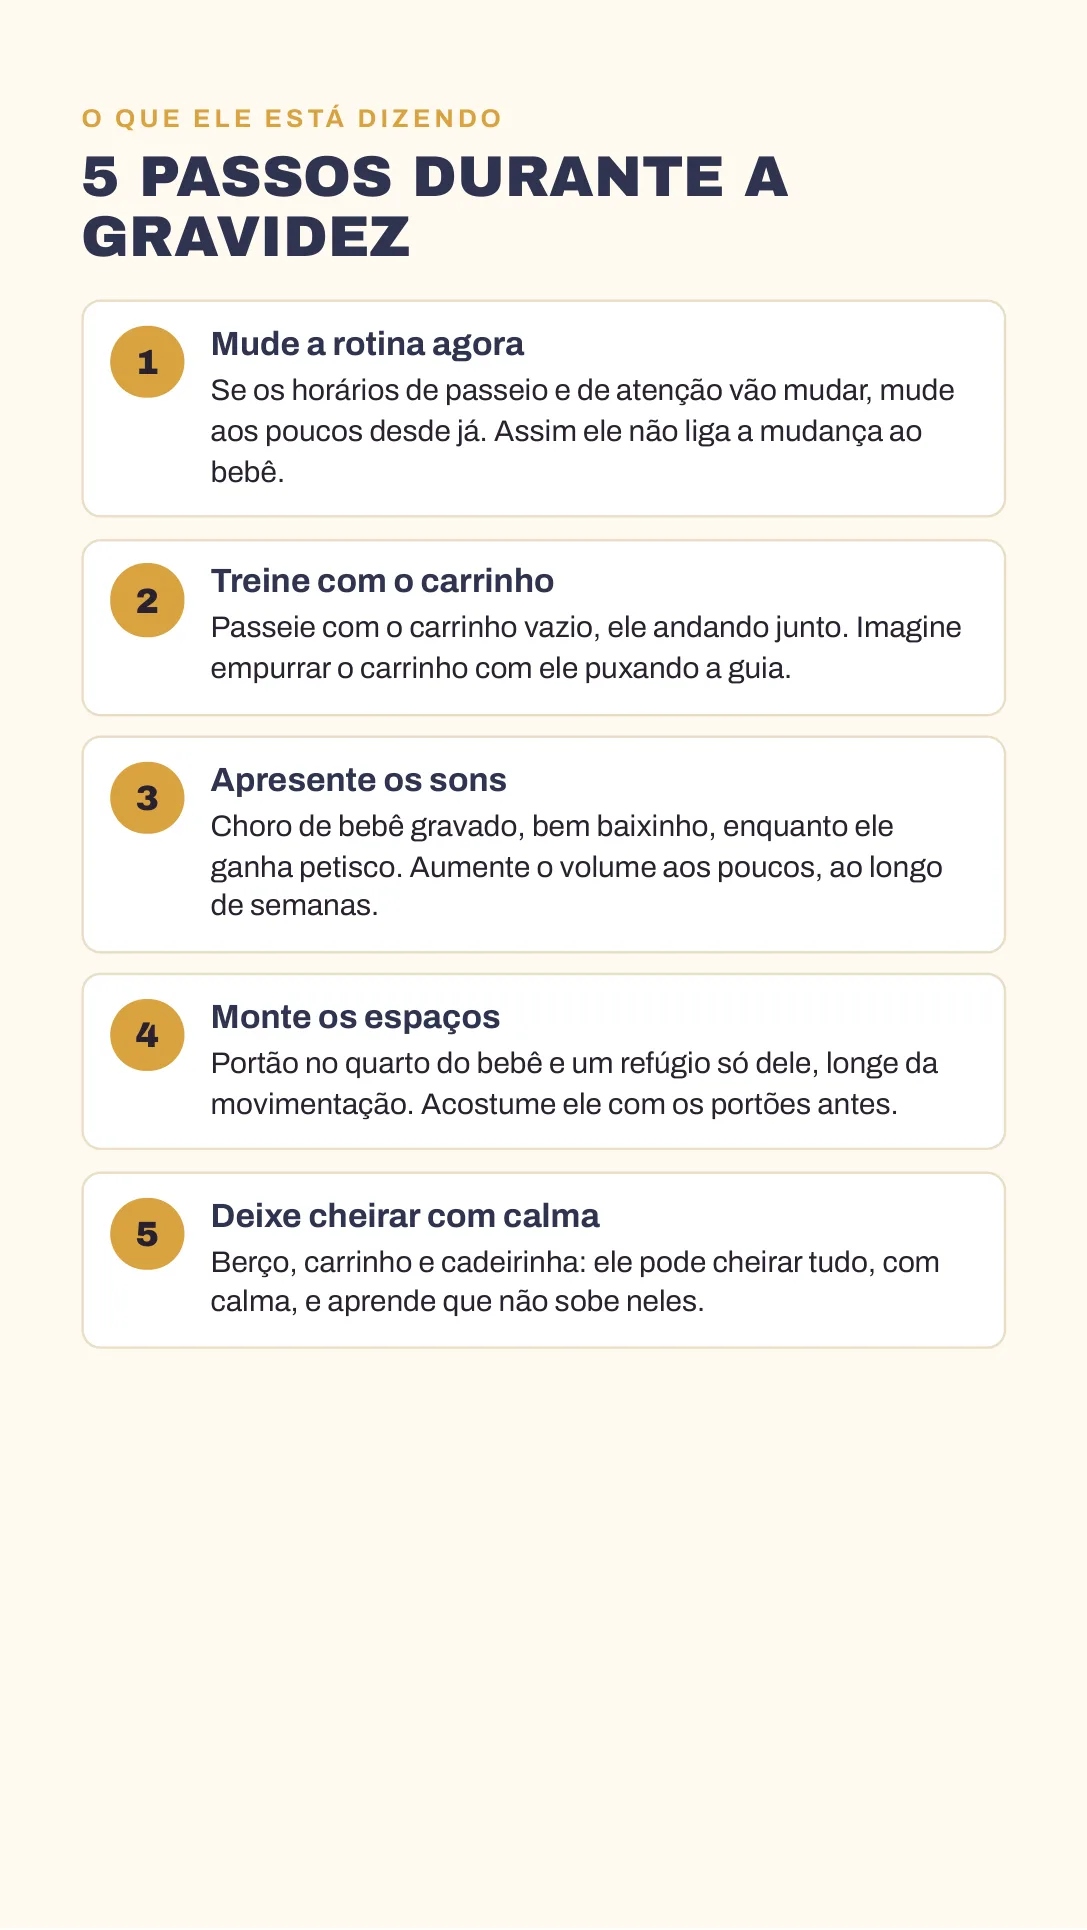 O QUE ELE ESTÁ DIZENDO
5 PASSOS DURANTE A
GRAVIDEZ
1
Mude a rotina agora
Se os horários de passeio e de atenção vão mudar, mude
aos poucos desde já. Assim ele não liga a mudança ao
bebê.
2
Treine com o carrinho
Passeie com o carrinho vazio, ele andando junto. Imagine
empurrar o carrinho com ele puxando a guia.
3
Apresente os sons
Choro de bebê gravado, bem baixinho, enquanto ele
ganha petisco. Aumente o volume aos poucos, ao longo
de semanas.
4
Monte os espaços
Portão no quarto do bebê e um refúgio só dele, longe da
movimentação. Acostume ele com os portões antes.
5
Deixe cheirar com calma
Berço, carrinho e cadeirinha: ele pode cheirar tudo, com
calma, e aprende que não sobe neles.